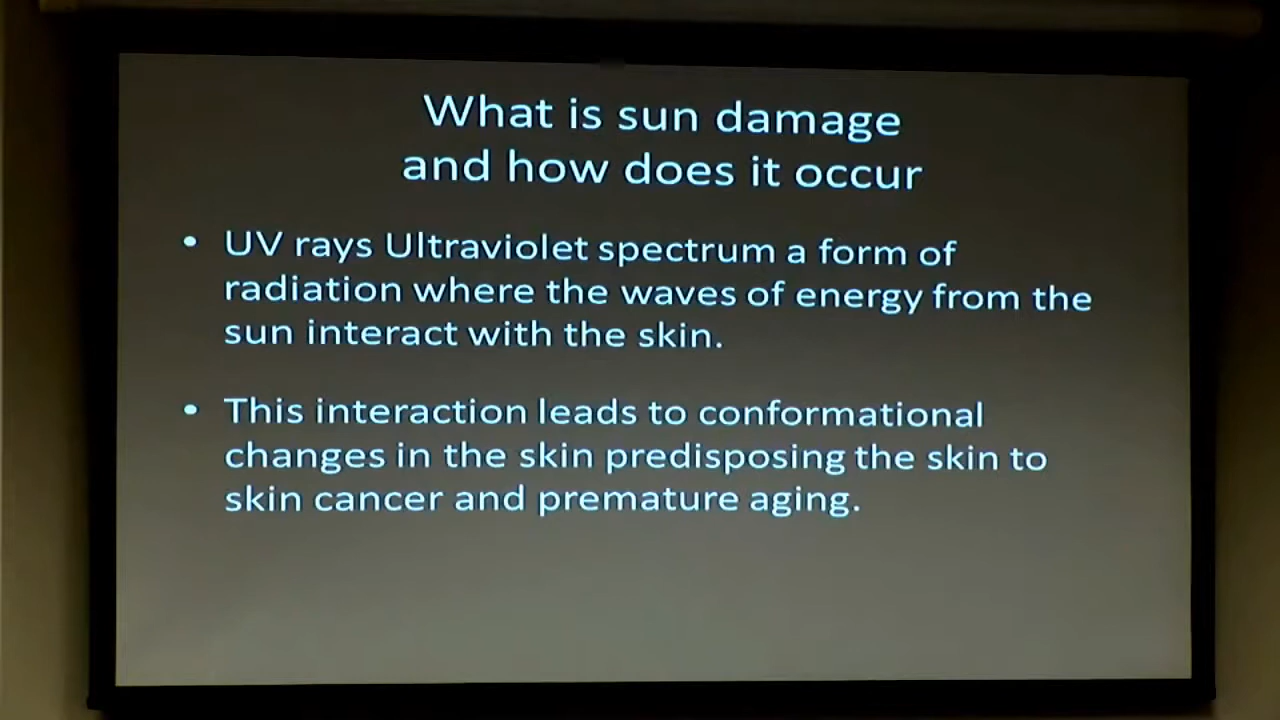 What is sun damage
and how does it occur
• UV rays Ultraviolet spectrum a form of
radiation where the waves of energy from the
sun interact with the skin.
• This interaction leads to conformational
changes in the skin predisposing the skin to
skin cancer and premature aging.